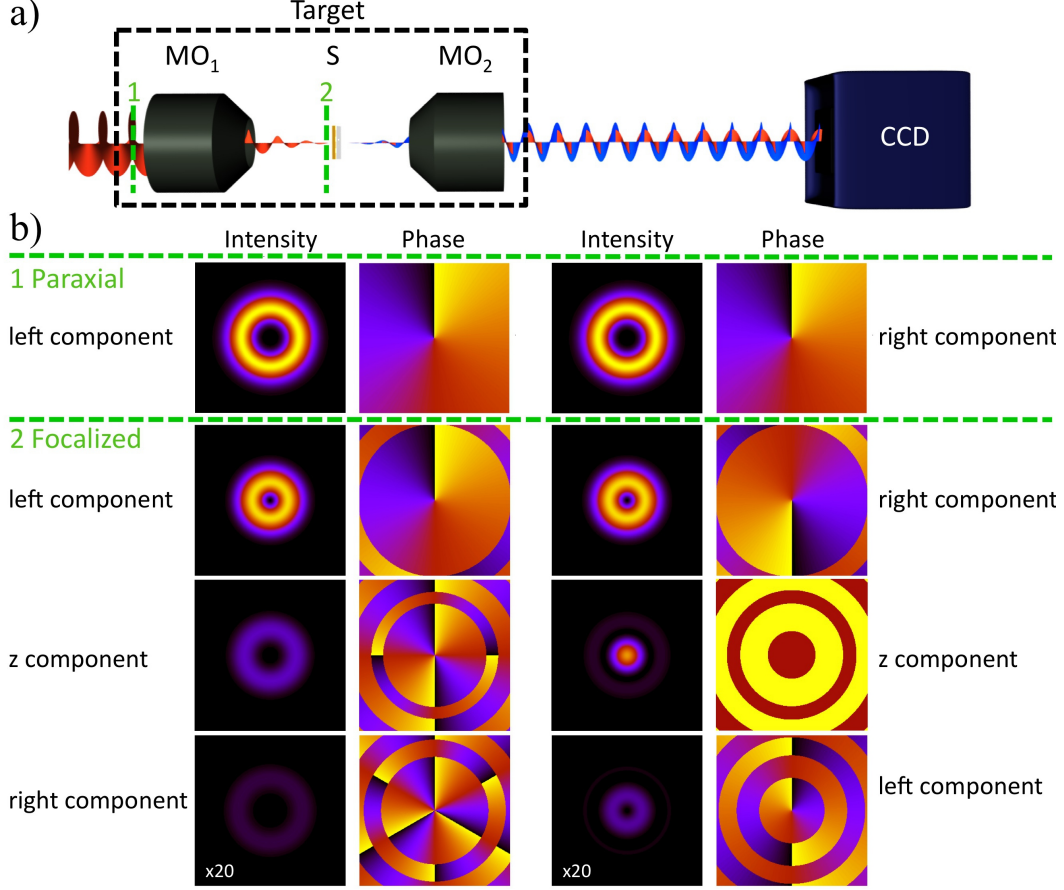 a)
Target
MO₁
S
MO₂
1
2
CCD
b)
Intensity
Phase
Intensity
Phase
1 Paraxial
left component
right component
2 Focalized
left component
right component
z component
z component
right component
left component
x20
x20